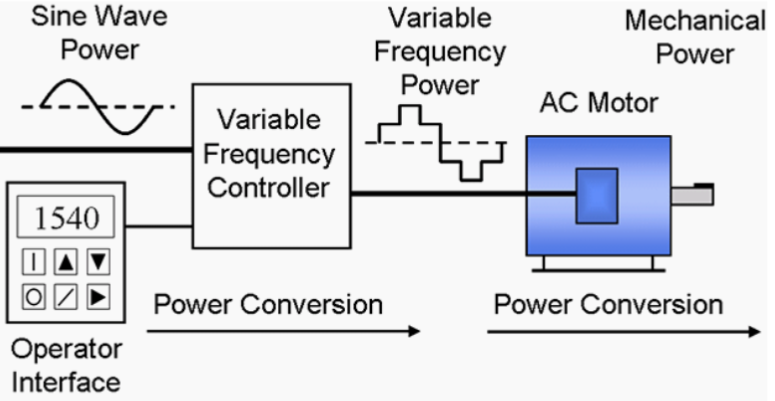 Sine Wave
Power
Variable
Frequency
Power
Mechanical
Power
AC Motor
Variable
Frequency
Controller
1540
Power Conversion
Power Conversion
Operator
Interface